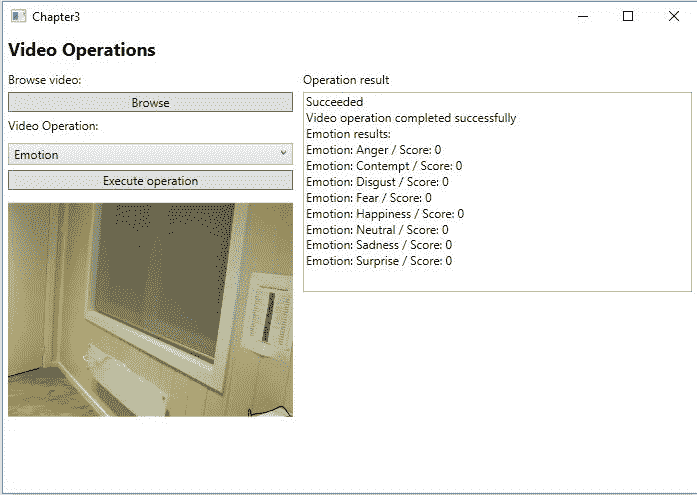 Chapter3
Video Operations
Browse video:
Browse
Video Operation:
Emotion
Execute operation
Operation result
Succeeded
Video operation completed successfully
Emotion results:
Emotion: Anger / Score: 0
Emotion: Contempt / Score: 0
Emotion: Disgust / Score: 0
Emotion: Fear / Score: 0
Emotion: Happiness / Score: 0
Emotion: Neutral / Score: 0
Emotion: Sadness / Score: 0
Emotion: Surprise / Score: 0